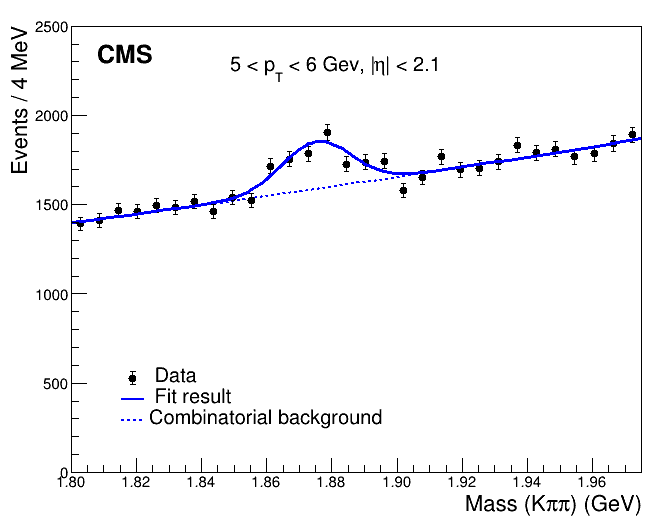 CMS
5 < pT < 6 Gev, |η| < 2.1
Events / 4 MeV
2500
2000
1500
1000
500
0
Data
Fit result
Combinatorial background
1.80 1.82 1.84 1.86 1.88 1.90 1.92 1.94 1.96
Mass (Kππ) (GeV)